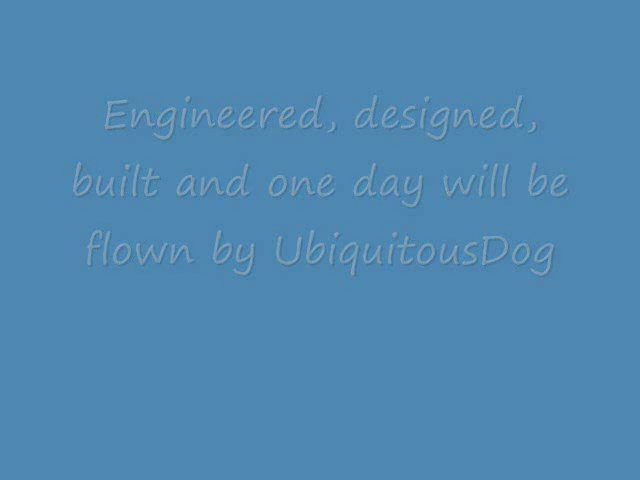 Engineered, designed,
built and one day will be
flown by UbiquitousDog